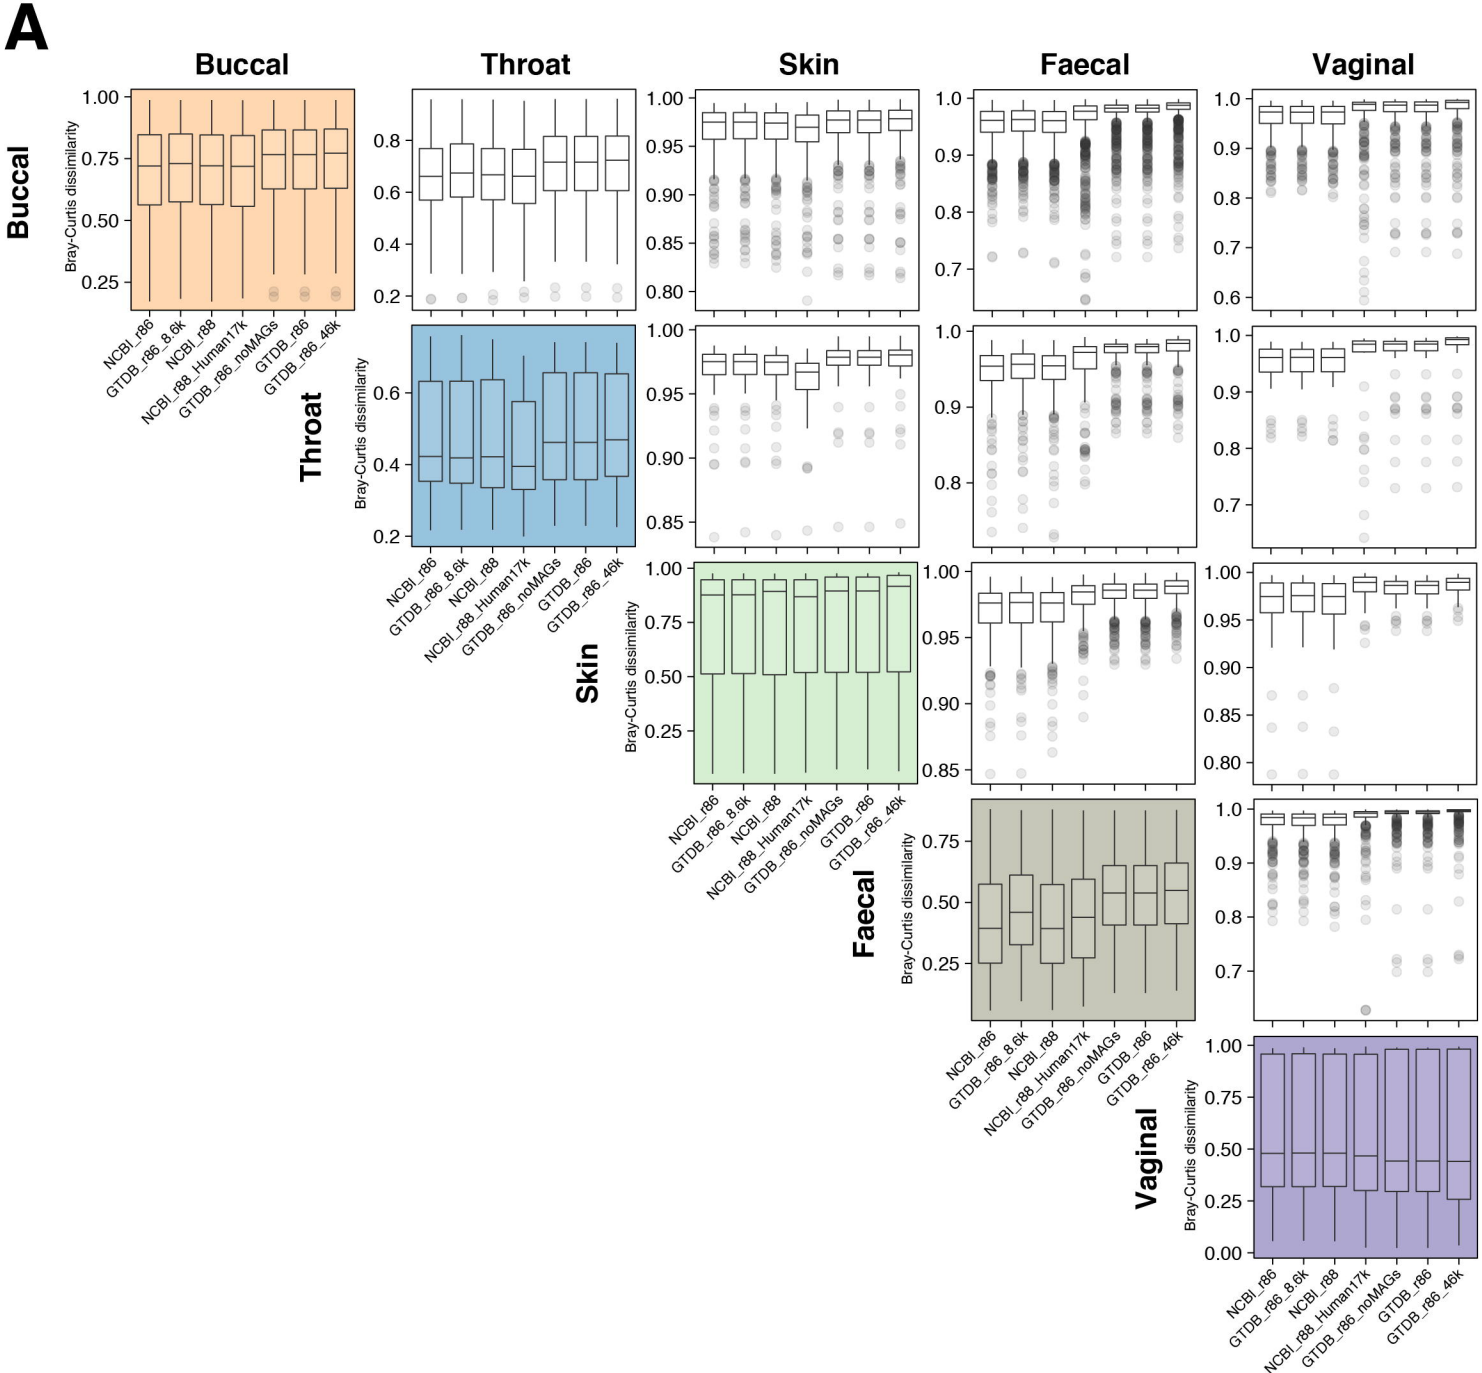 A
Buccal Throat Skin Faecal Vaginal
Buccal
Bray-Curtis dissimilarity
1.00
0.75
0.50
0.25
0.8
0.6
0.4
0.2
1.00
0.95
0.90
0.85
0.80
1.0
0.9
0.8
0.7
1.0
0.9
0.8
0.7
0.6
NCBI_r86
GTDB_r86_8.6k
NCBI_r88
NCBI_r88_Human17k
GTDB_r86_noMAGs
GTDB_r86
GTDB_r86_46k
Throat
Bray-Curtis dissimilarity
0.6
0.4
0.2
1.00
0.95
0.90
0.85
1.0
0.9
0.8
1.0
0.9
0.8
0.7
NCBI_r86
GTDB_r86_8.6k
NCBI_r88
NCBI_r88_Human17k
GTDB_r86_noMAGs
GTDB_r86
GTDB_r86_46k
Skin
Bray-Curtis dissimilarity
1.00
0.75
0.50
0.25
1.00
0.95
0.90
0.85
1.00
0.95
0.90
0.85
0.80
NCBI_r86
GTDB_r86_8.6k
NCBI_r88
NCBI_r88_Human17k
GTDB_r86_noMAGs
GTDB_r86
GTDB_r86_46k
Faecal
Bray-Curtis dissimilarity
0.75
0.50
0.25
1.0
0.9
0.8
0.7
NCBI_r86
GTDB_r86_8.6k
NCBI_r88
NCBI_r88_Human17k
GTDB_r86_noMAGs
GTDB_r86
GTDB_r86_46k
Vaginal
Bray-Curtis dissimilarity
1.00
0.75
0.50
0.25
0.00
NCBI_r86
GTDB_r86_8.6k
NCBI_r88
NCBI_r88_Human17k
GTDB_r86_noMAGs
GTDB_r86
GTDB_r86_46k